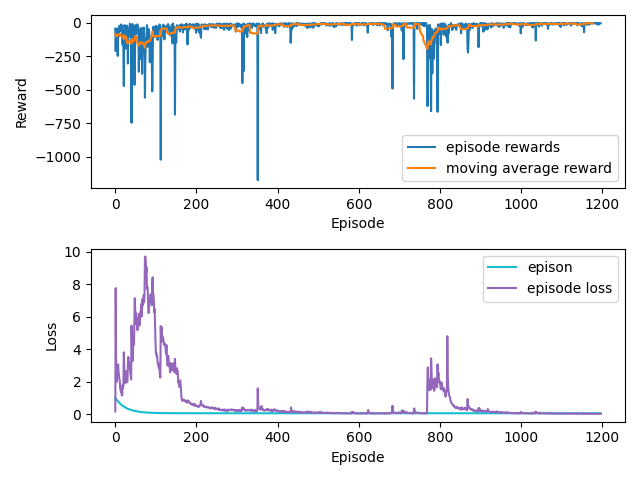 0
−250
−500
−750
−1000
Reward
episode rewards
moving average reward
0 200 400 600 800 1000 1200
Episode
10
8
6
4
2
0
Loss
epison
episode loss
0 200 400 600 800 1000 1200
Episode